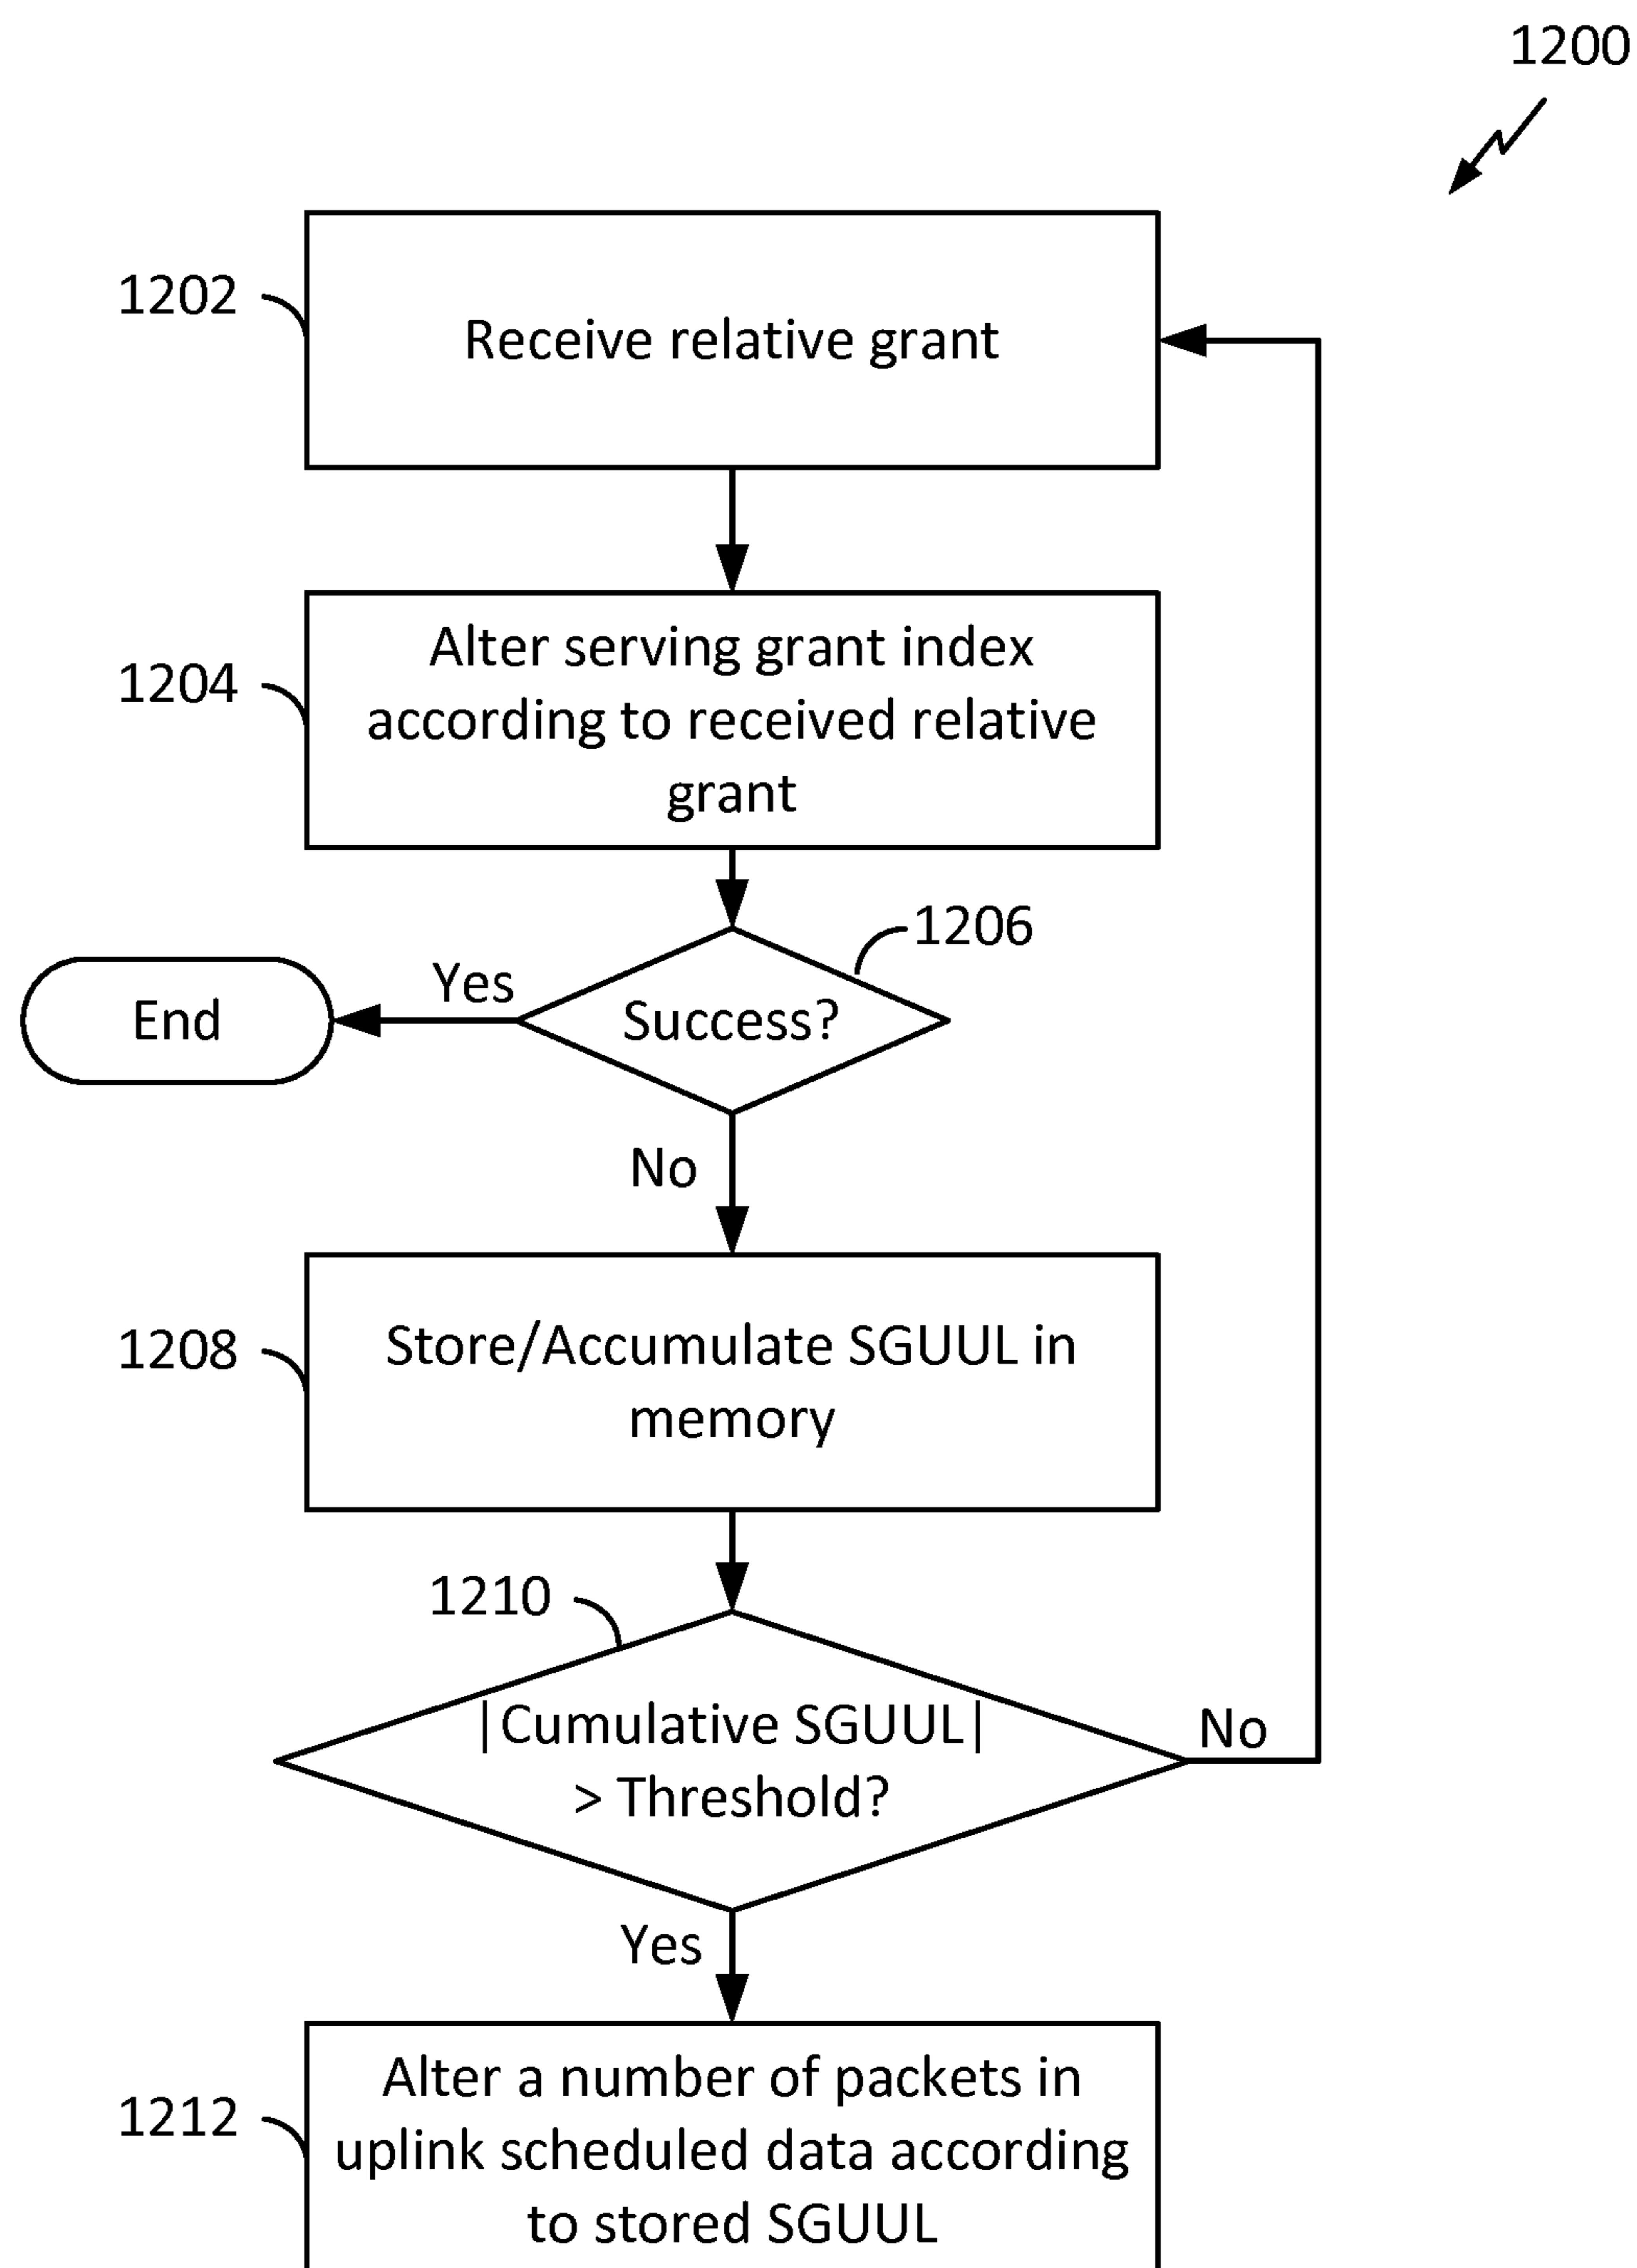 1200
1202
Receive relative grant
1204
Alter serving grant index
according to received relative
grant
1206
Yes
End
Success?
No
1208
Store/Accumulate SGUUL in
memory
1210
|Cumulative SGUUL|
> Threshold?
No
Yes
1212
Alter a number of packets in
uplink scheduled data according
to stored SGUUL